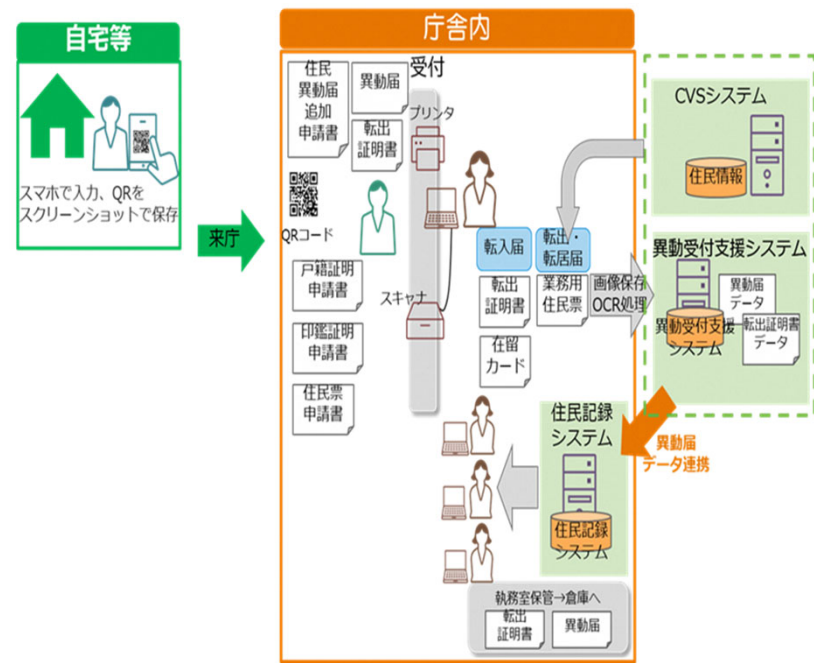 自宅等
スマホで入力、QRを
スクリーンショットで保存
来庁
庁舎内
住民
異動届
追加
申請書
異動届
転出
証明書
受付
プリンタ
QRコード
戸籍証明
申請書
印鑑証明
申請書
住民票
申請書
スキャナ
転入届
転出・
転居届
転出
証明書
業務用
住民票
在留
カード
画像保存
OCR処理
CVSシステム
住民情報
異動受付支援システム
異動届
データ
異動受付支援
システム
転出証明書
データ
異動届
データ連携
住民記録
システム
住民記録
システム
執務室保管→倉庫へ
転出
証明書
異動届